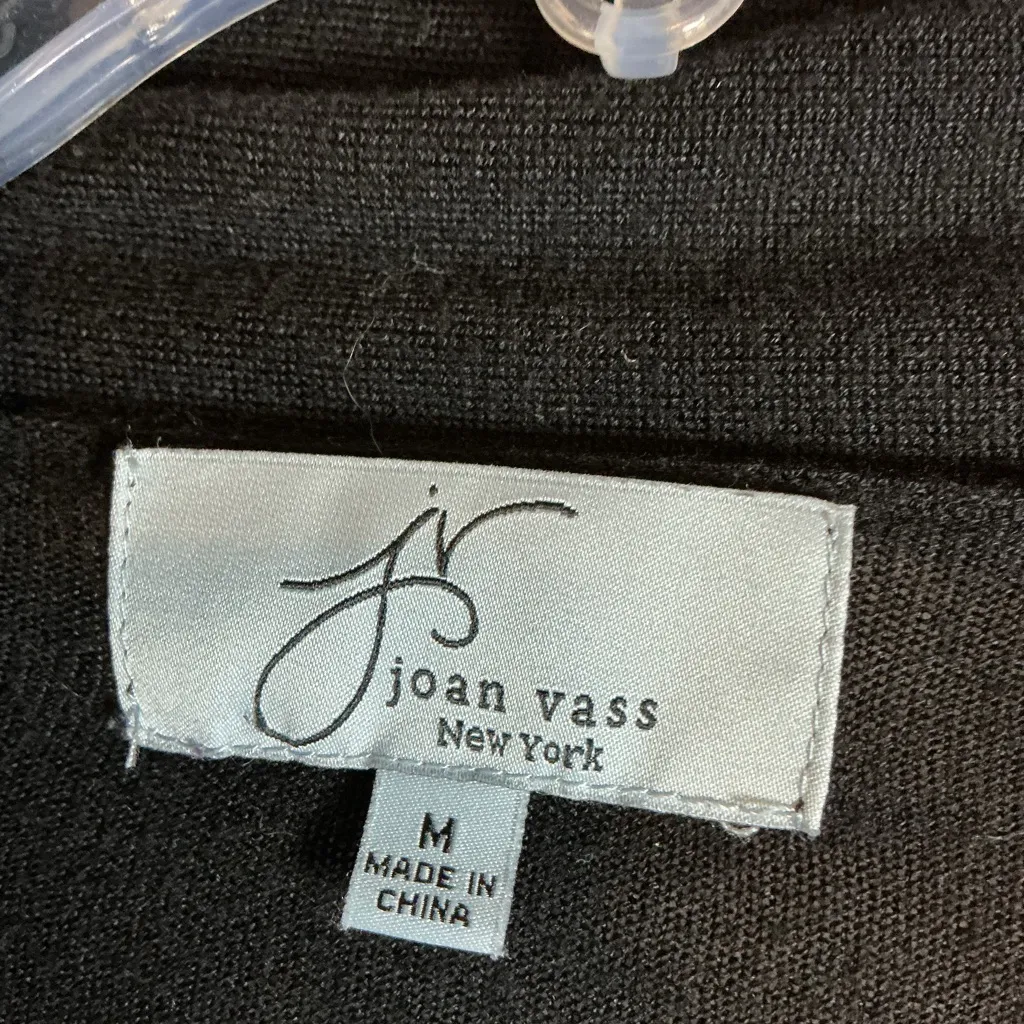 jv
joan vass
New York
M
MADE IN
CHINA